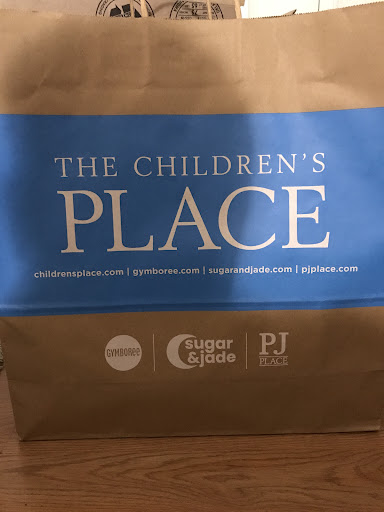 THE CHILDREN'S
PLACE
childrensplace.com | gymboree.com | sugarandjade.com | pjplace.com
GYMBOREE
sugar
&jade
PJ
PLACE